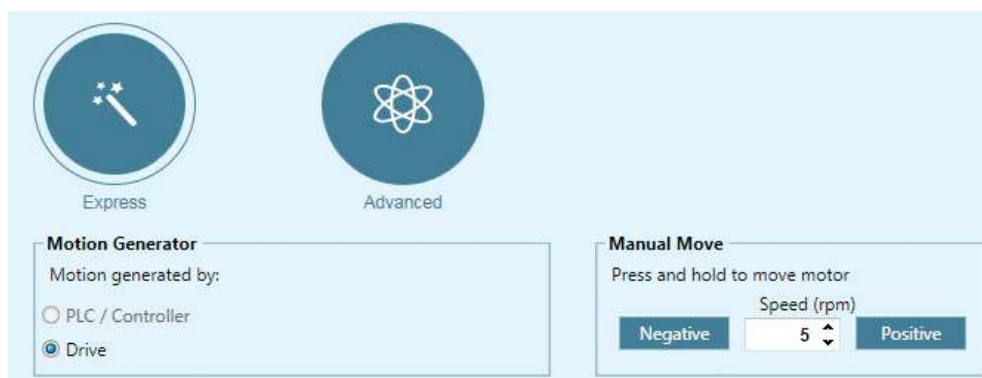 Express
Advanced
Motion Generator
Motion generated by:
PLC / Controller
Drive
Manual Move
Press and hold to move motor
Speed (rpm)
Negative 5 Positive